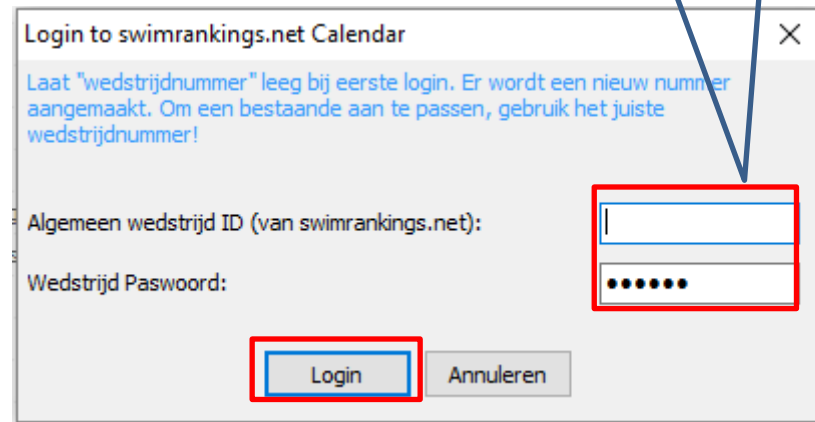 Login to swimrankings.net Calendar
Laat "wedstrijdnummer" leeg bij eerste login. Er wordt een nieuw nummer
aangemaakt. Om een bestaande aan te passen, gebruik het juiste
wedstrijdnummer!
Algemeen wedstrijd ID (van swimrankings.net):
Wedstrijd Paswoord: ●●●●●●
Login Annuleren